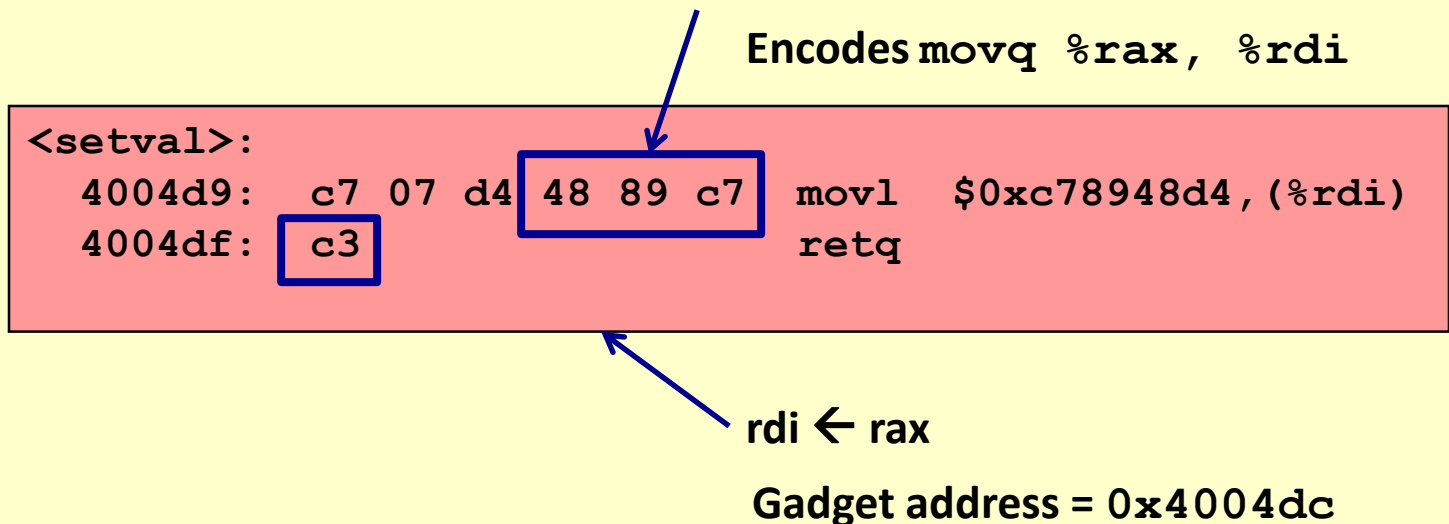 Encodes movq %rax, %rdi
<setval>:
4004d9: c7 07 d4 48 89 c7 movl $0xc78948d4,(%rdi)
4004df: c3 retq
rdi ← rax
Gadget address = 0x4004dc